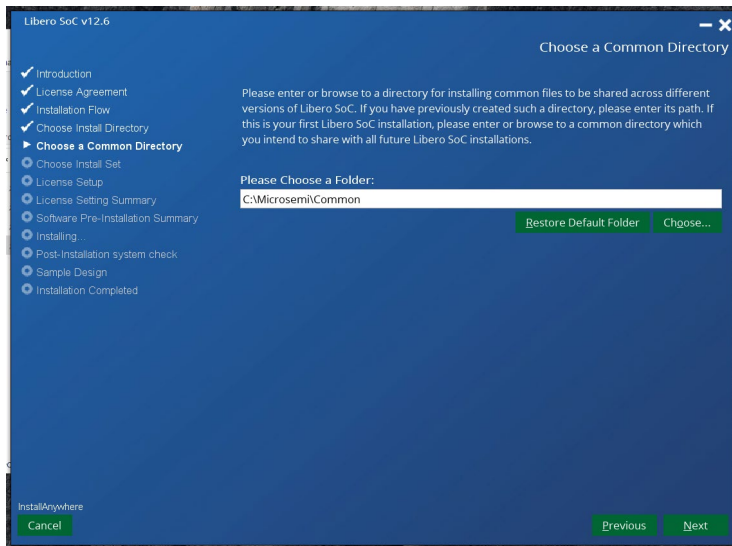 Libero SoC v12.6
Choose a Common Directory
Introduction
License Agreement
Installation Flow
Choose Install Directory
Choose a Common Directory
Choose Install Set
License Setup
License Setting Summary
Software Pre-Installation Summary
Installing...
Post-Installation system check
Sample Design
Installation Completed
Please enter or browse to a directory for installing common files to be shared across different
versions of Libero SoC. If you have previously created such a directory, please enter its path. If
this is your first Libero SoC installation, please enter or browse to a common directory which
you intend to share with all future Libero SoC installations.
Please Choose a Folder:
C:\Microsemi\Common
Restore Default Folder
Choose...
InstallAnywhere
Cancel
Previous
Next